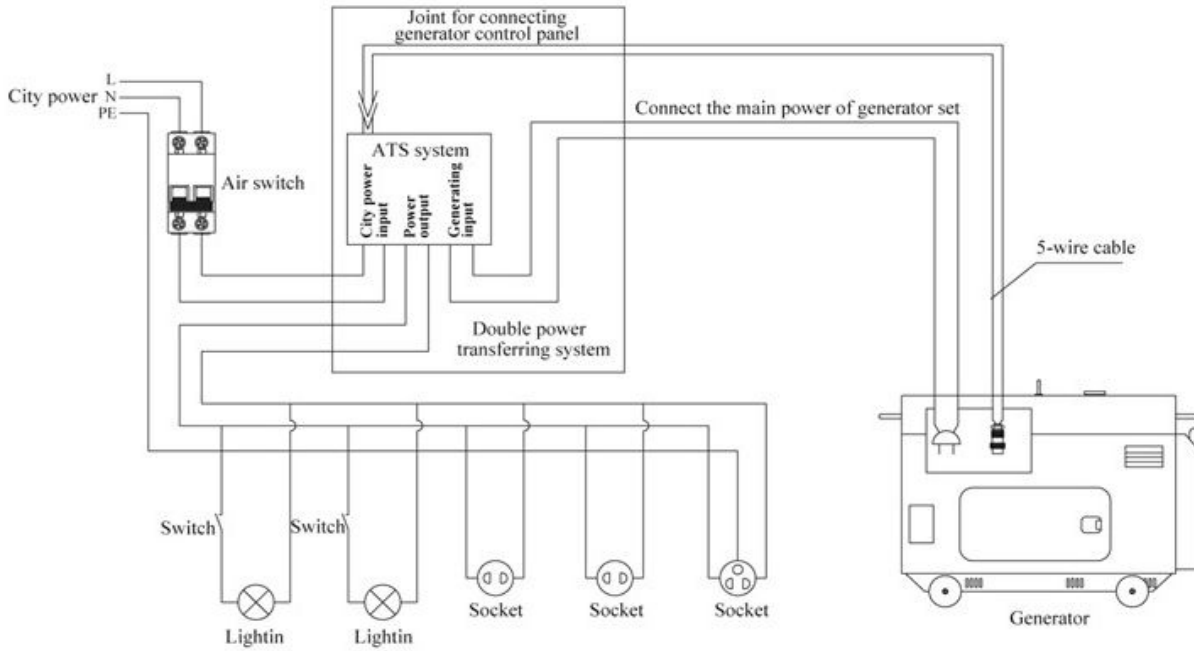 Joint for connecting
generator control panel
L
City power N
PE
Connect the main power of generator set
ATS system
Air switch
City power
input
Power
output
Generating
input
5-wire cable
Double power
transferring system
Switch
Switch
Socket
Socket
Socket
Lightin
Lightin
Generator